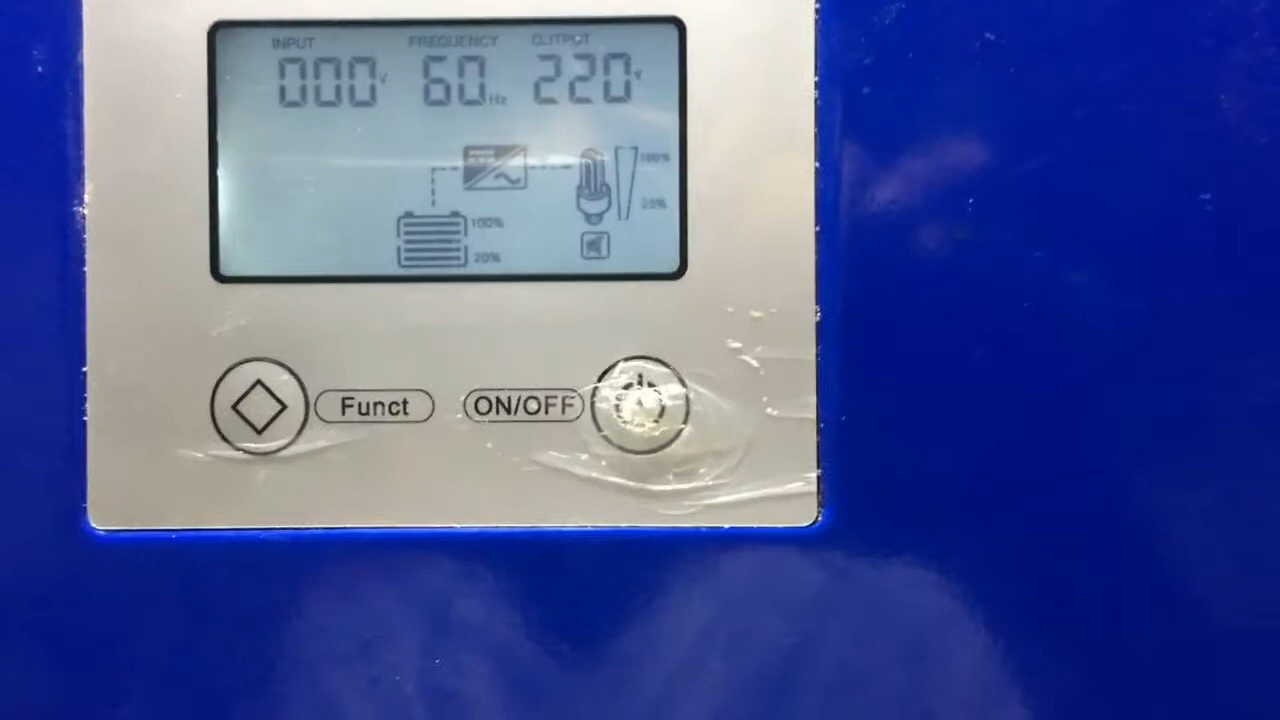 INPUT FREQUENCY OUTPUT
000V 60Hz 220V
100%
25%
100%
20%
Funct ON/OFF